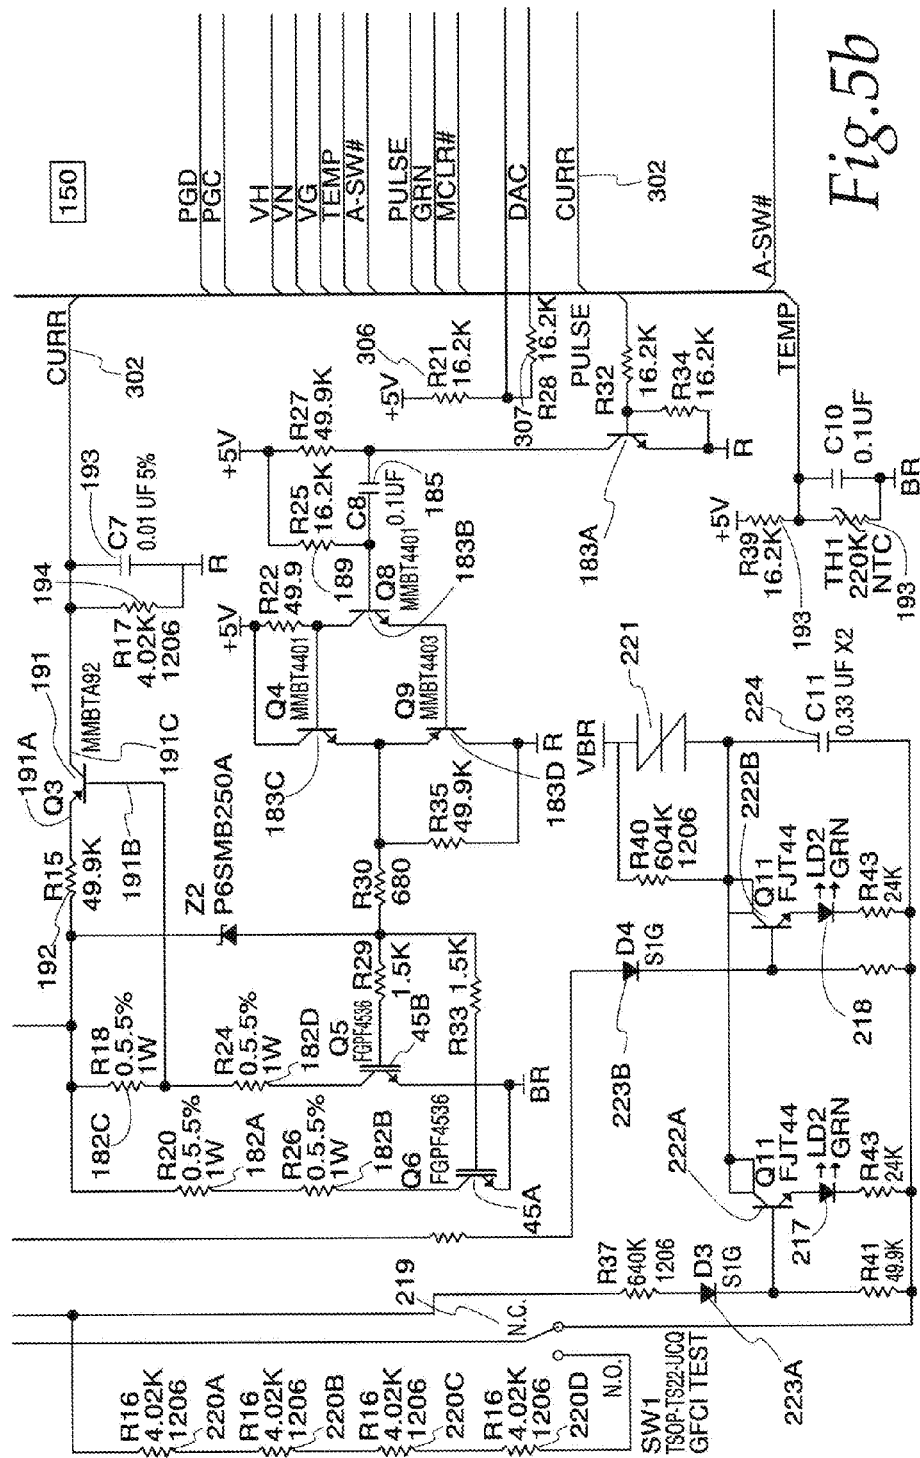 150
PGD
PGC
VH
VN
VG
TEMP
A-SW#
PULSE
GRN
MCLR#
DAC
CURR
302
A-SW#
Fig.5b
CURR
302
193
C7
0.01 UF 5%
194
R17
4.02K
1206
R
191
MMBTA92
191A
191C
Q3
191B
R15
49.9K
192
306
+5V
R21
16.2K
307
R28
16.2K
PULSE
R32
16.2K
R34
16.2K
R
183A
+5V
R27
49.9K
R25
16.2K
189
C8
0.1UF
185
Q8
MMBT4401
183B
+5V
R22
49.9
Q4
MMBT4401
183C
Q9
MMBT4403
183D
R
R35
49.9K
R30
680
Z2
P6SMB250A
TEMP
C10
0.1UF
BR
+5V
R39
16.2K
193
TH1
220K
NTC
193
R18
0.5.5%
1W
182C
R24
0.5.5%
1W
182D
Q5
FGPF4536
45B
R29
1.5K
R33 1.5K
BR
R20
0.5.5%
1W
182A
R26
0.5.5%
1W
182B
Q6
FGPF4536
45A
VBR
221
R40
604K
1206
224
C11
0.33 UF X2
222B
Q11
FJT44
LD2
GRN
R43
24K
218
D4
S1G
223B
222A
Q11
FJT44
LD2
GRN
R43
24K
217
R37
640K
1206
D3
S1G
223A
R41
49.9K
219
N.C.
N.O.
SW1
TSOP-TS22-UCQ
GFCI TEST
R16
4.02K
1206
220A
R16
4.02K
1206
220B
R16
4.02K
1206
220C
R16
4.02K
1206
220D